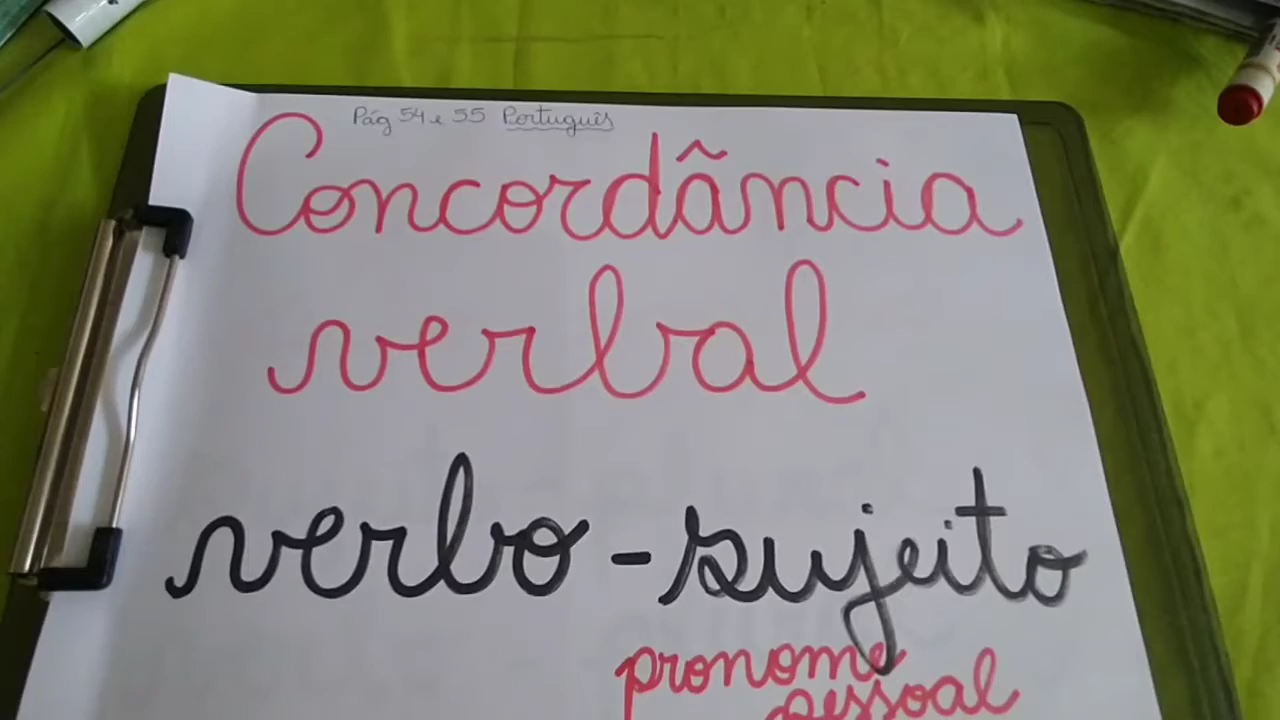 Pág 54 e 55 Português
Concordância
verbal
verbo - sujeito
pronome
pessoal